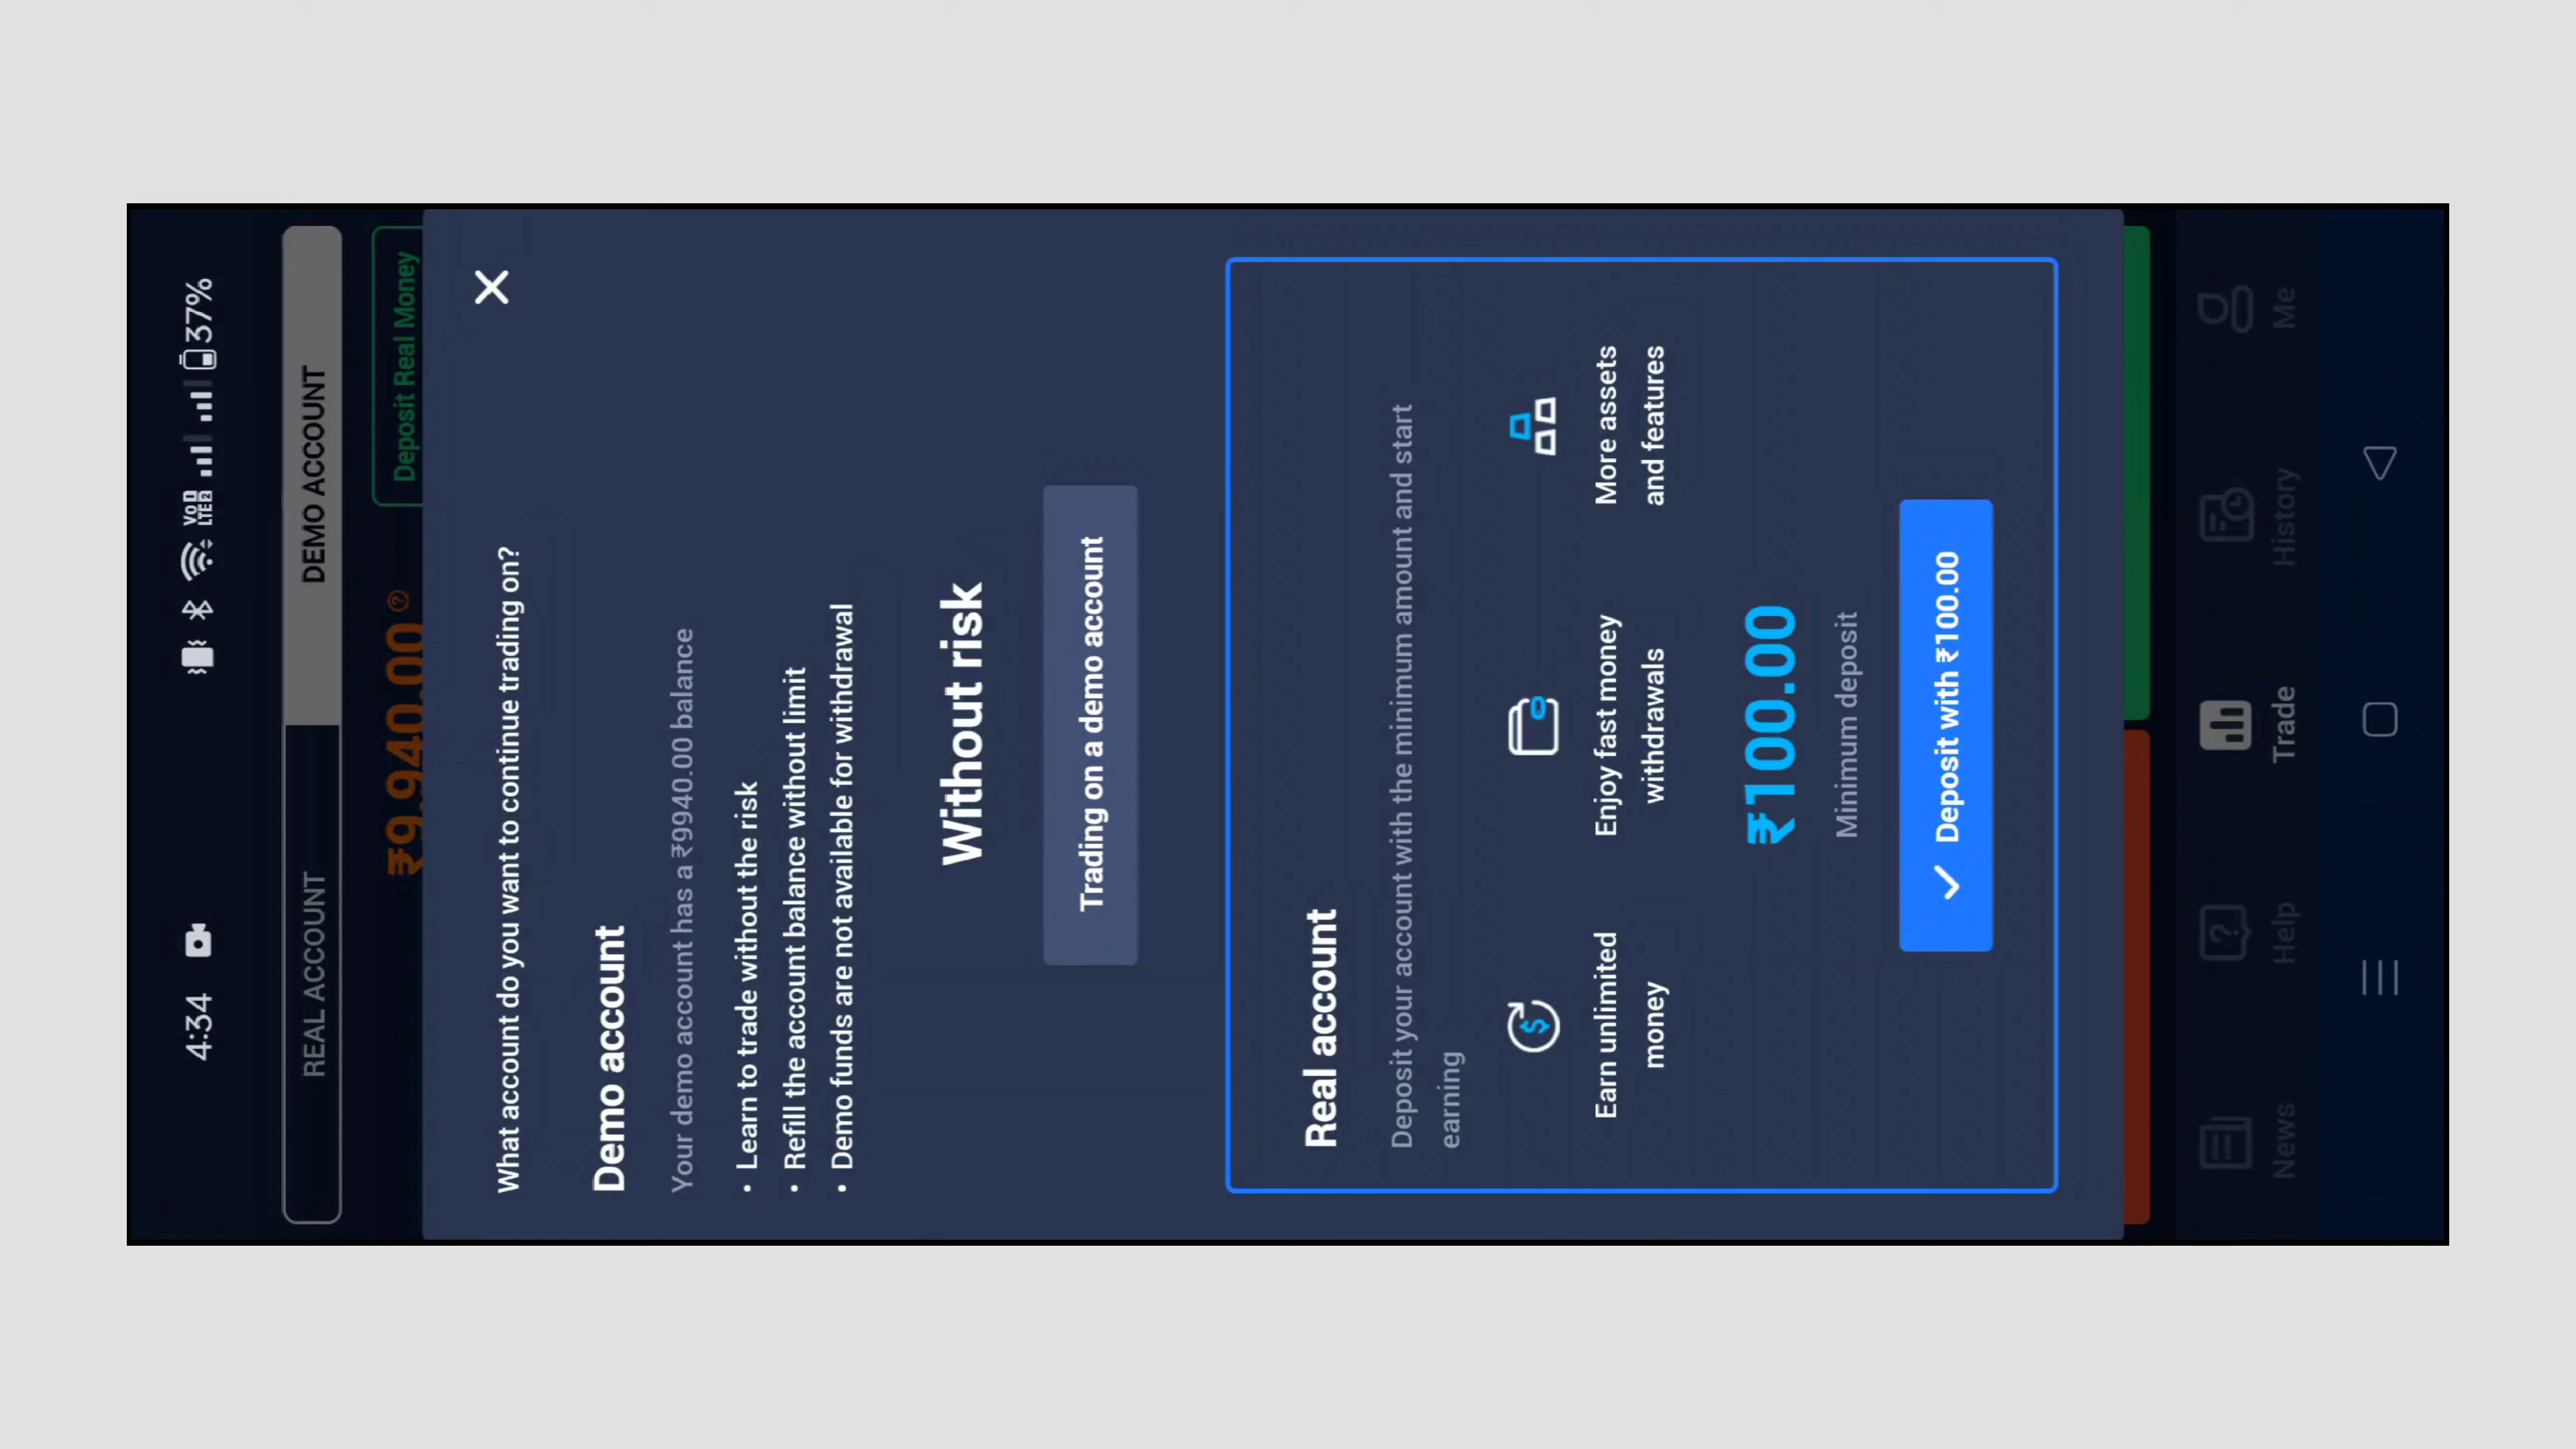 4:34
VoD
LTE2
37%
REAL ACCOUNT
DEMO ACCOUNT
₹9,940.00
Deposit Real Money
What account do you want to continue trading on?
Demo account
Your demo account has a ₹9940.00 balance
• Learn to trade without the risk
• Refill the account balance without limit
• Demo funds are not available for withdrawal
Without risk
Trading on a demo account
Real account
Deposit your account with the minimum amount and start
earning
Earn unlimited
money
Enjoy fast money
withdrawals
More assets
and features
₹100.00
Minimum deposit
Deposit with ₹100.00
News
Help
Trade
History
Me